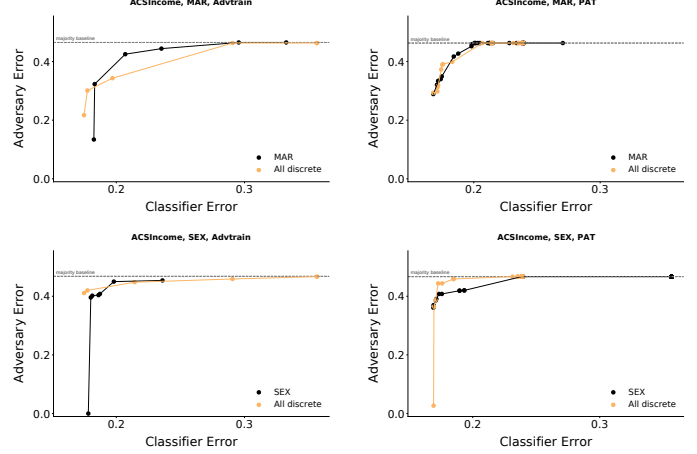 ACSIncome, MAR, Advtrain
majority baseline
0.4
0.2
0.0
Adversary Error
MAR
All discrete
0.2
0.3
Classifier Error
ACSIncome, MAR, PAT
majority baseline
0.4
0.2
0.0
Adversary Error
MAR
All discrete
0.2
0.3
Classifier Error
ACSIncome, SEX, Advtrain
majority baseline
0.4
0.2
0.0
Adversary Error
SEX
All discrete
0.2
0.3
Classifier Error
ACSIncome, SEX, PAT
majority baseline
0.4
0.2
0.0
Adversary Error
SEX
All discrete
0.2
0.3
Classifier Error